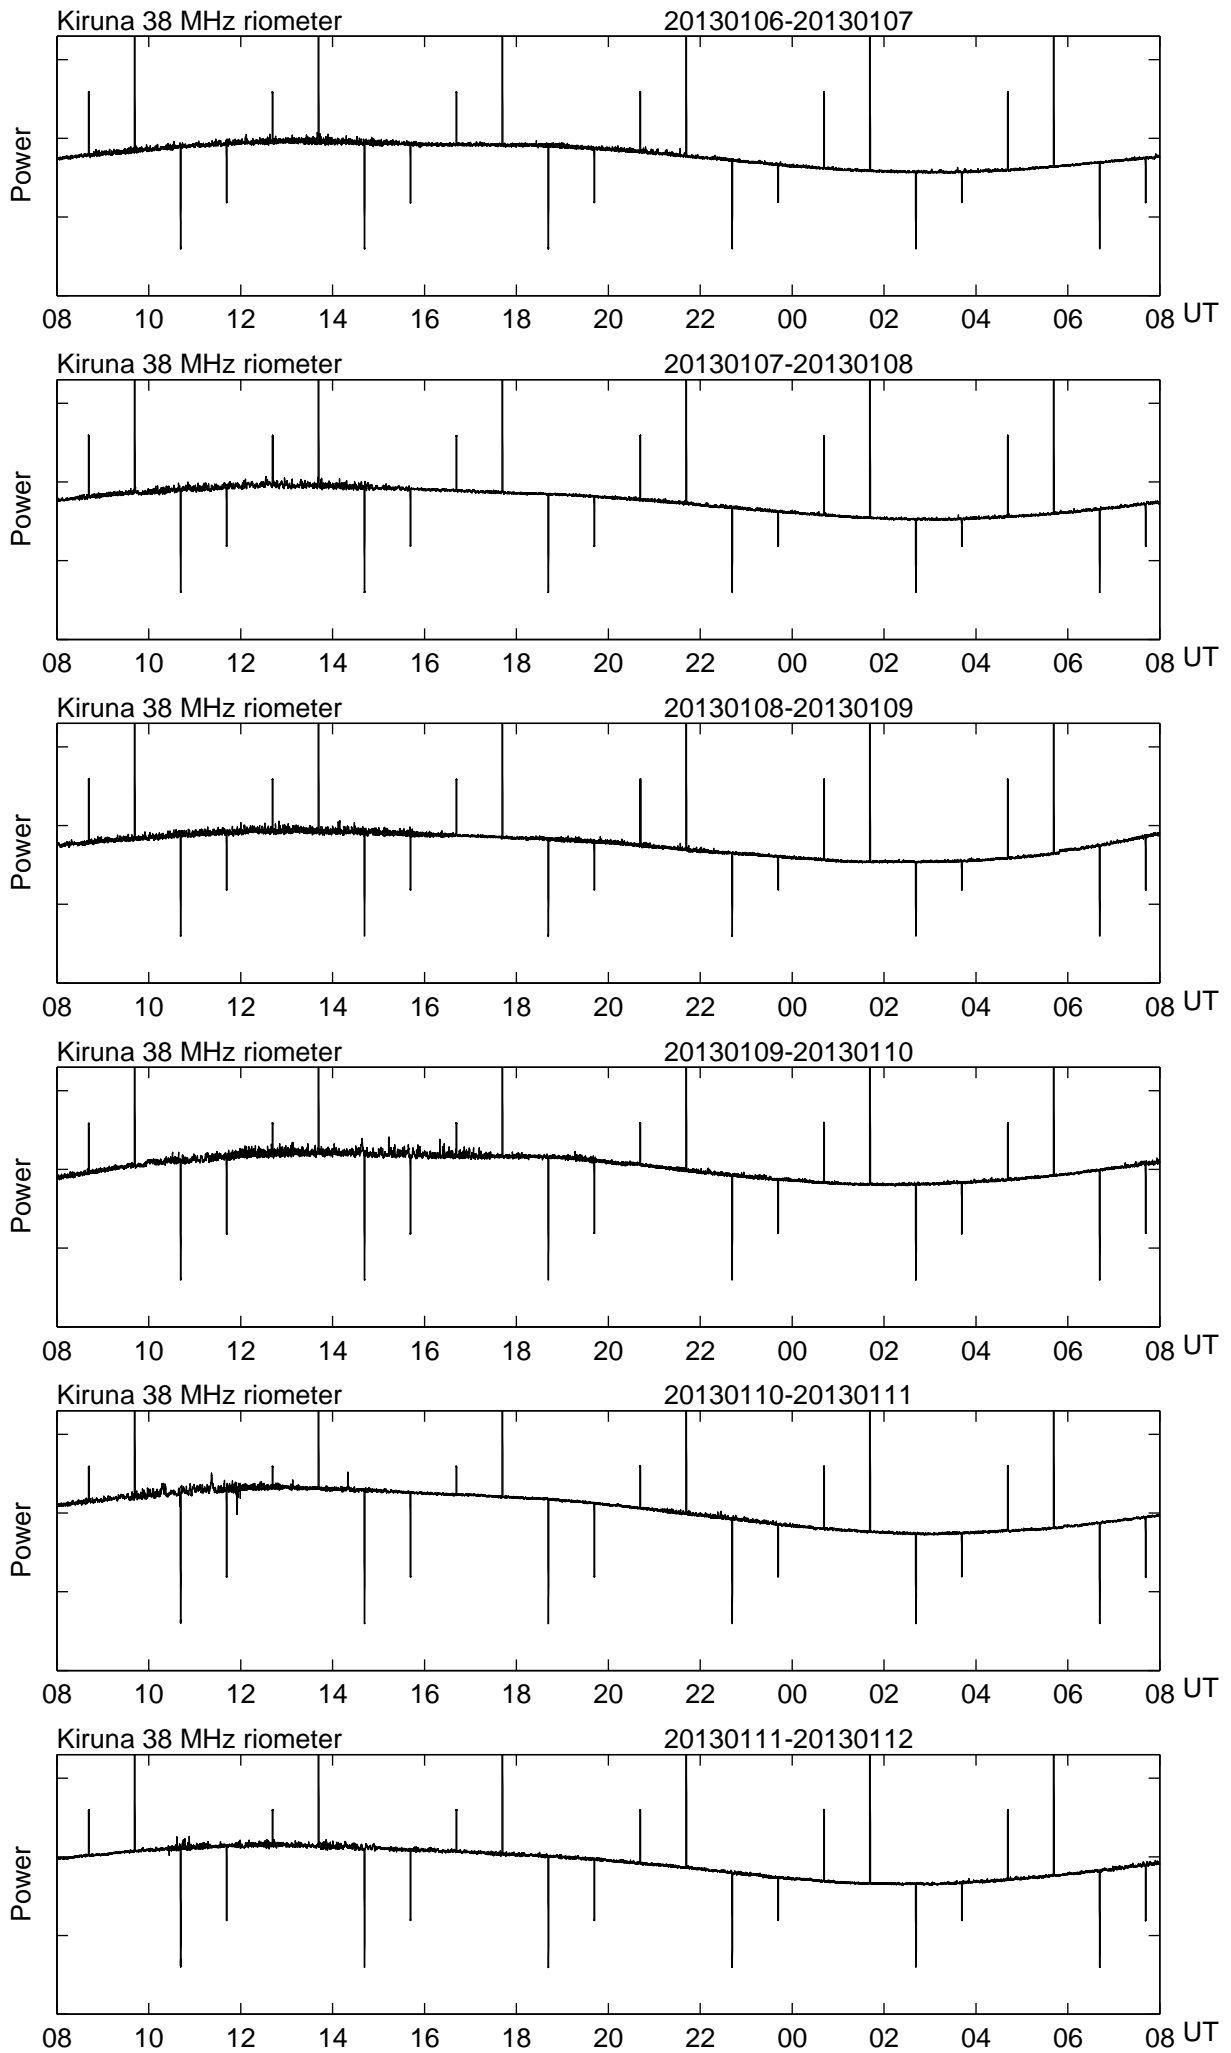 Kiruna 38 MHz riometer 20130106-20130107
Power
08 10 12 14 16 18 20 22 00 02 04 06 08 UT
Kiruna 38 MHz riometer 20130107-20130108
Power
08 10 12 14 16 18 20 22 00 02 04 06 08 UT
Kiruna 38 MHz riometer 20130108-20130109
Power
08 10 12 14 16 18 20 22 00 02 04 06 08 UT
Kiruna 38 MHz riometer 20130109-20130110
Power
08 10 12 14 16 18 20 22 00 02 04 06 08 UT
Kiruna 38 MHz riometer 20130110-20130111
Power
08 10 12 14 16 18 20 22 00 02 04 06 08 UT
Kiruna 38 MHz riometer 20130111-20130112
Power
08 10 12 14 16 18 20 22 00 02 04 06 08 UT